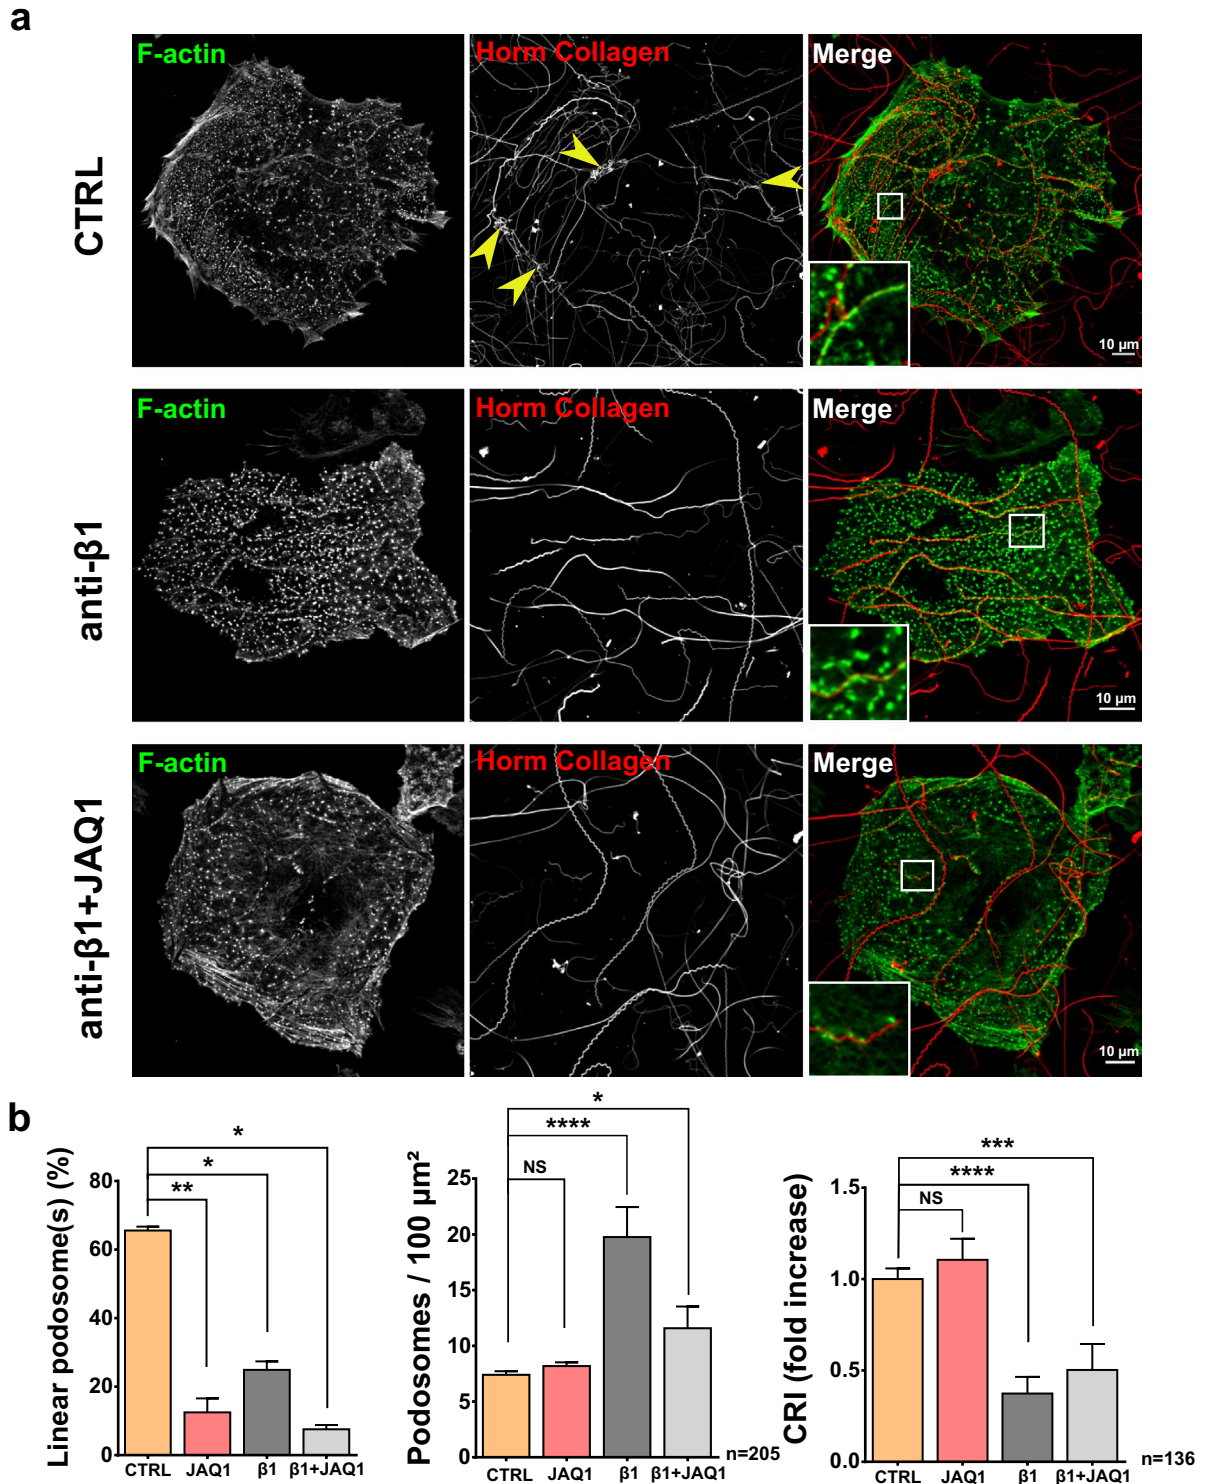 a
CTRL
F-actin
Horm Collagen
Merge
10 µm
anti-β1
F-actin
Horm Collagen
Merge
10 µm
anti-β1+JAQ1
F-actin
Horm Collagen
Merge
10 µm
b
Linear podosome(s) (%)
80
60
40
20
0
*
*
**
CTRL JAQ1 β1 β1+JAQ1
Podosomes / 100 µm²
25
20
15
10
5
0
*
****
NS
CTRL JAQ1 β1 β1+JAQ1
n=205
CRI (fold increase)
1.5
1.0
0.5
0.0
***
****
NS
CTRL JAQ1 β1 β1+JAQ1
n=136